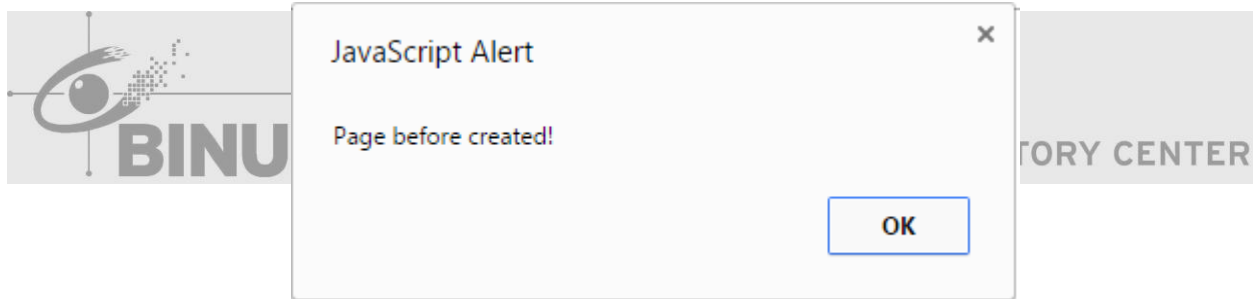 JavaScript Alert
Page before created!
BINU
TORY CENTER
OK